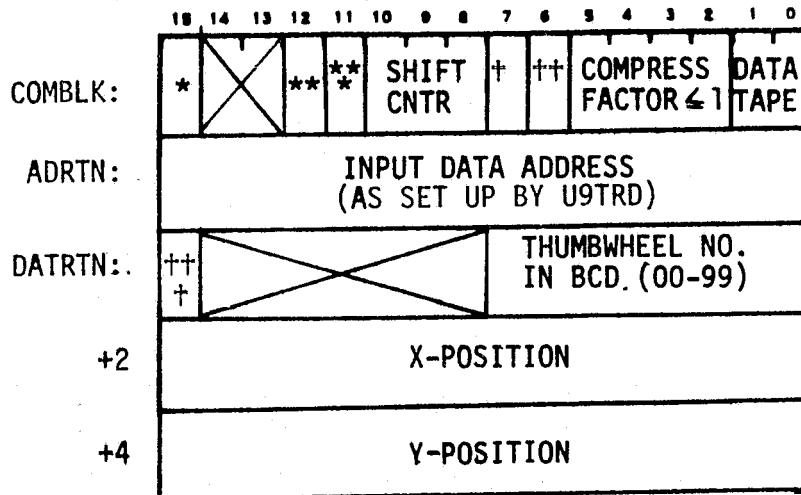 15 14 13 12 11 10 9 8 7 6 5 4 3 2 1 0
COMBLK: * ** *** SHIFT CNTR † †† COMPRESS FACTOR ≤ 1 DATA TAPE
ADRTN: INPUT DATA ADDRESS
(AS SET UP BY U9TRD)
DATRTN: ††† THUMBWHEEL NO.
IN BCD. (00-99)
+2 X-POSITION
+4 Y-POSITION